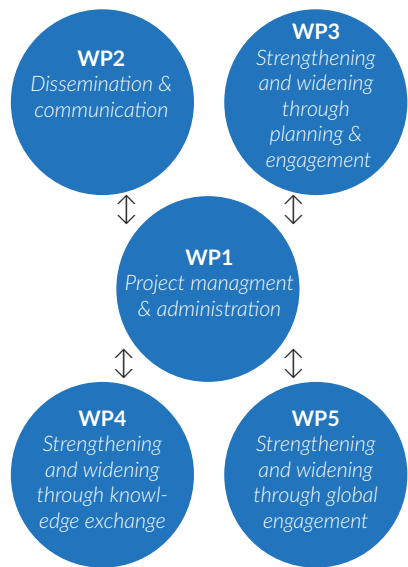 WP2
Dissemination &
communication
WP3
Strengthening
and widening
through
planning &
engagement
WP1
Project managment
& administration
WP4
Strengthening
and widening
through knowl-
edge exchange
WP5
Strengthening
and widening
through global
engagement